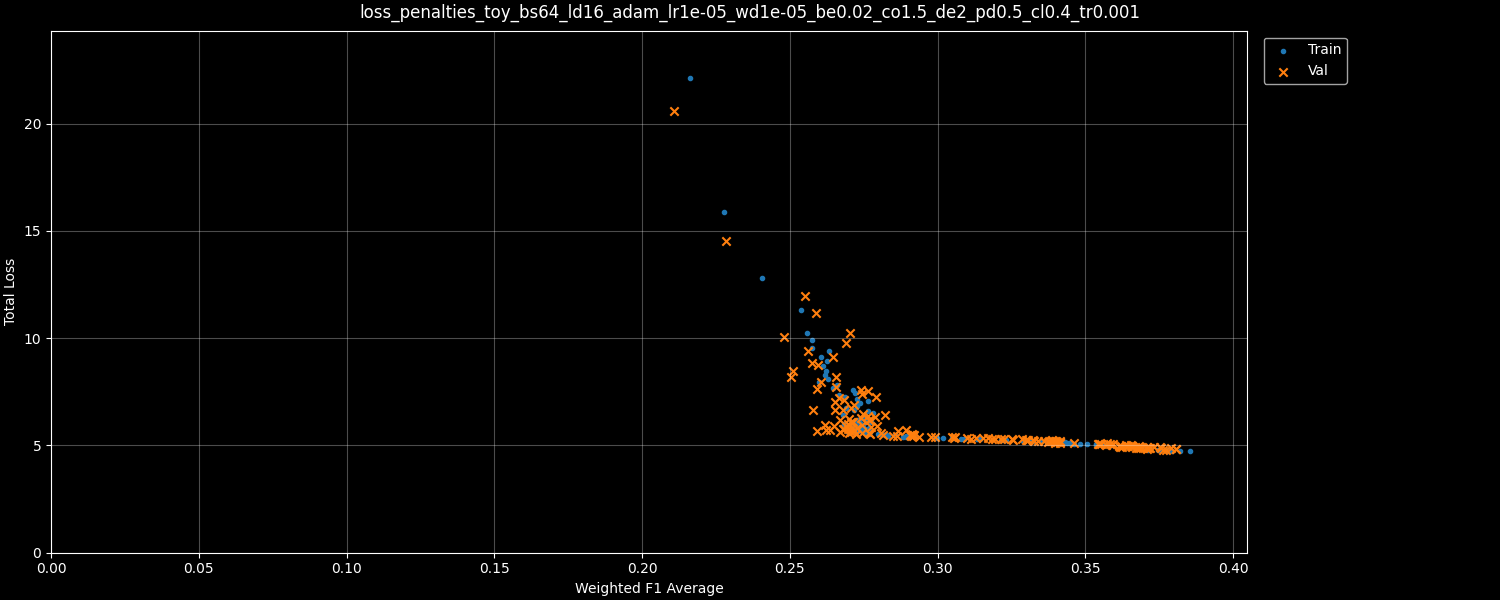 loss_penalties_toy_bs64_ld16_adam_lr1e-05_wd1e-05_be0.02_co1.5_de2_pd0.5_cl0.4_tr0.001
Train
Val
20
15
10
5
0
Total Loss
0.00 0.05 0.10 0.15 0.20 0.25 0.30 0.35 0.40
Weighted F1 Average